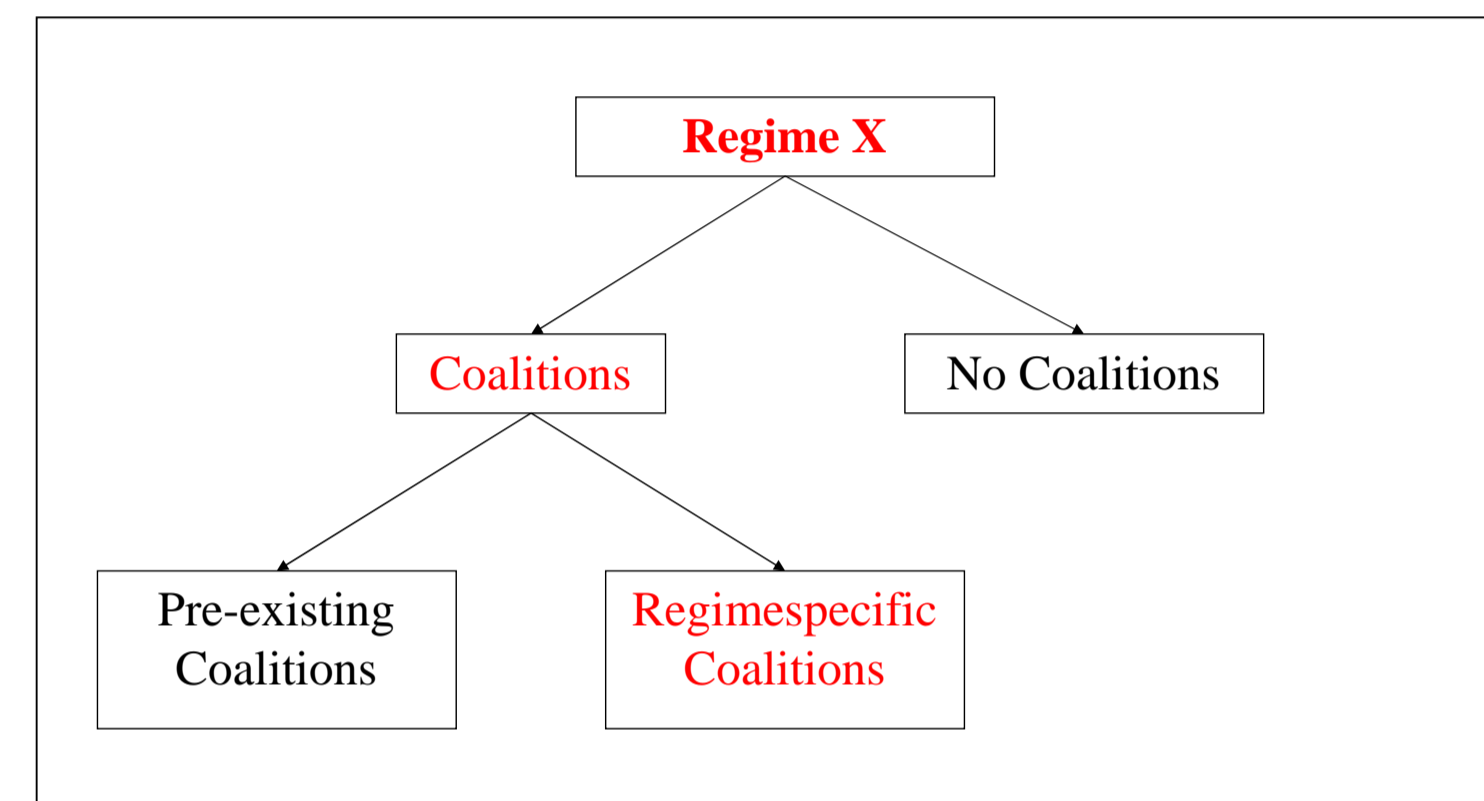 Regime X
Coalitions
No Coalitions
Pre-existing
Coalitions
Regimespecific
Coalitions